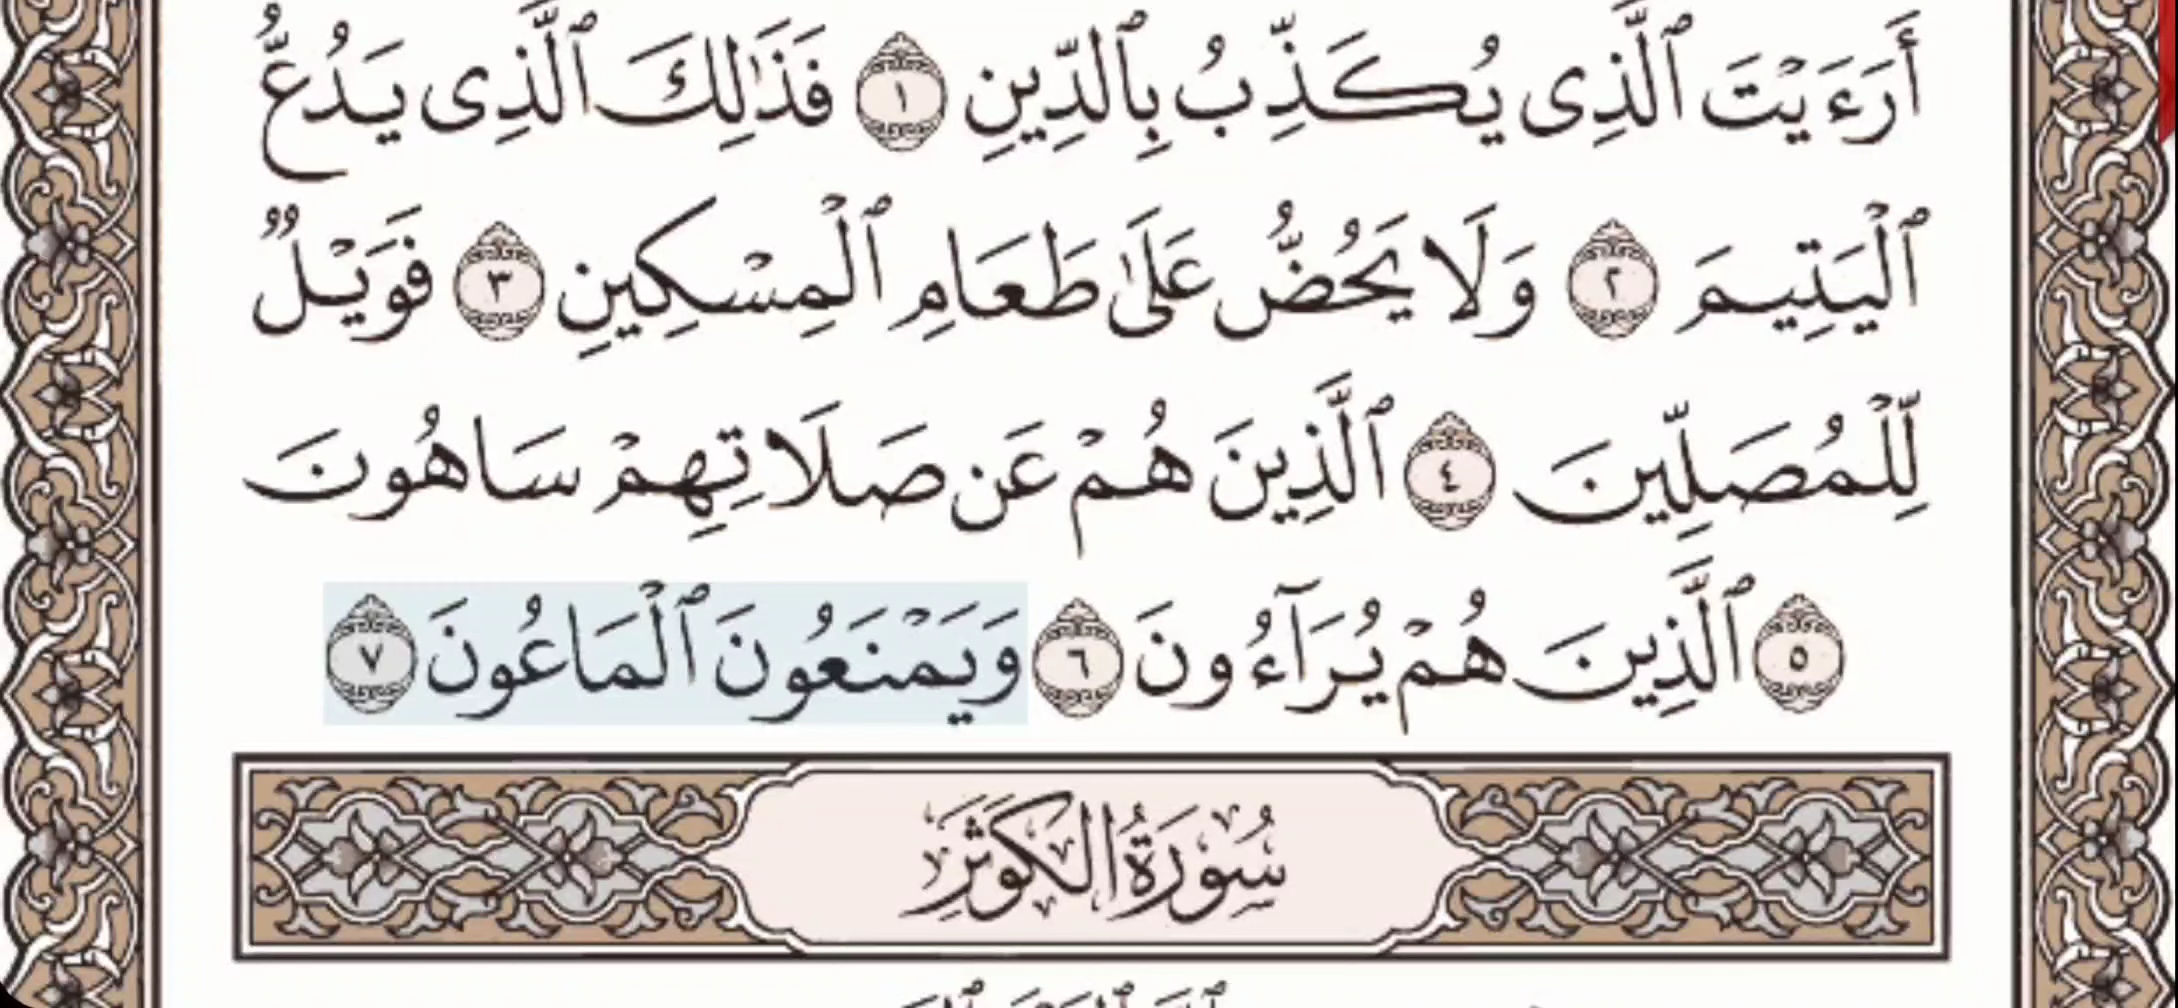 أَرَءَيۡتَ ٱلَّذِى يُكَذِّبُ بِٱلدِّينِ ١ فَذَٰلِكَ ٱلَّذِى يَدُعُّ
ٱلۡيَتِيمَ ٢ وَلَا يَحُضُّ عَلَىٰ طَعَامِ ٱلۡمِسۡكِينِ ٣ فَوَيۡلٌ
لِّلۡمُصَلِّينَ ٤ ٱلَّذِينَ هُمۡ عَن صَلَاتِهِمۡ سَاهُونَ
٥ ٱلَّذِينَ هُمۡ يُرَآءُونَ ٦ وَيَمۡنَعُونَ ٱلۡمَاعُونَ ٧
سُورَةُ الكَوثَرِ